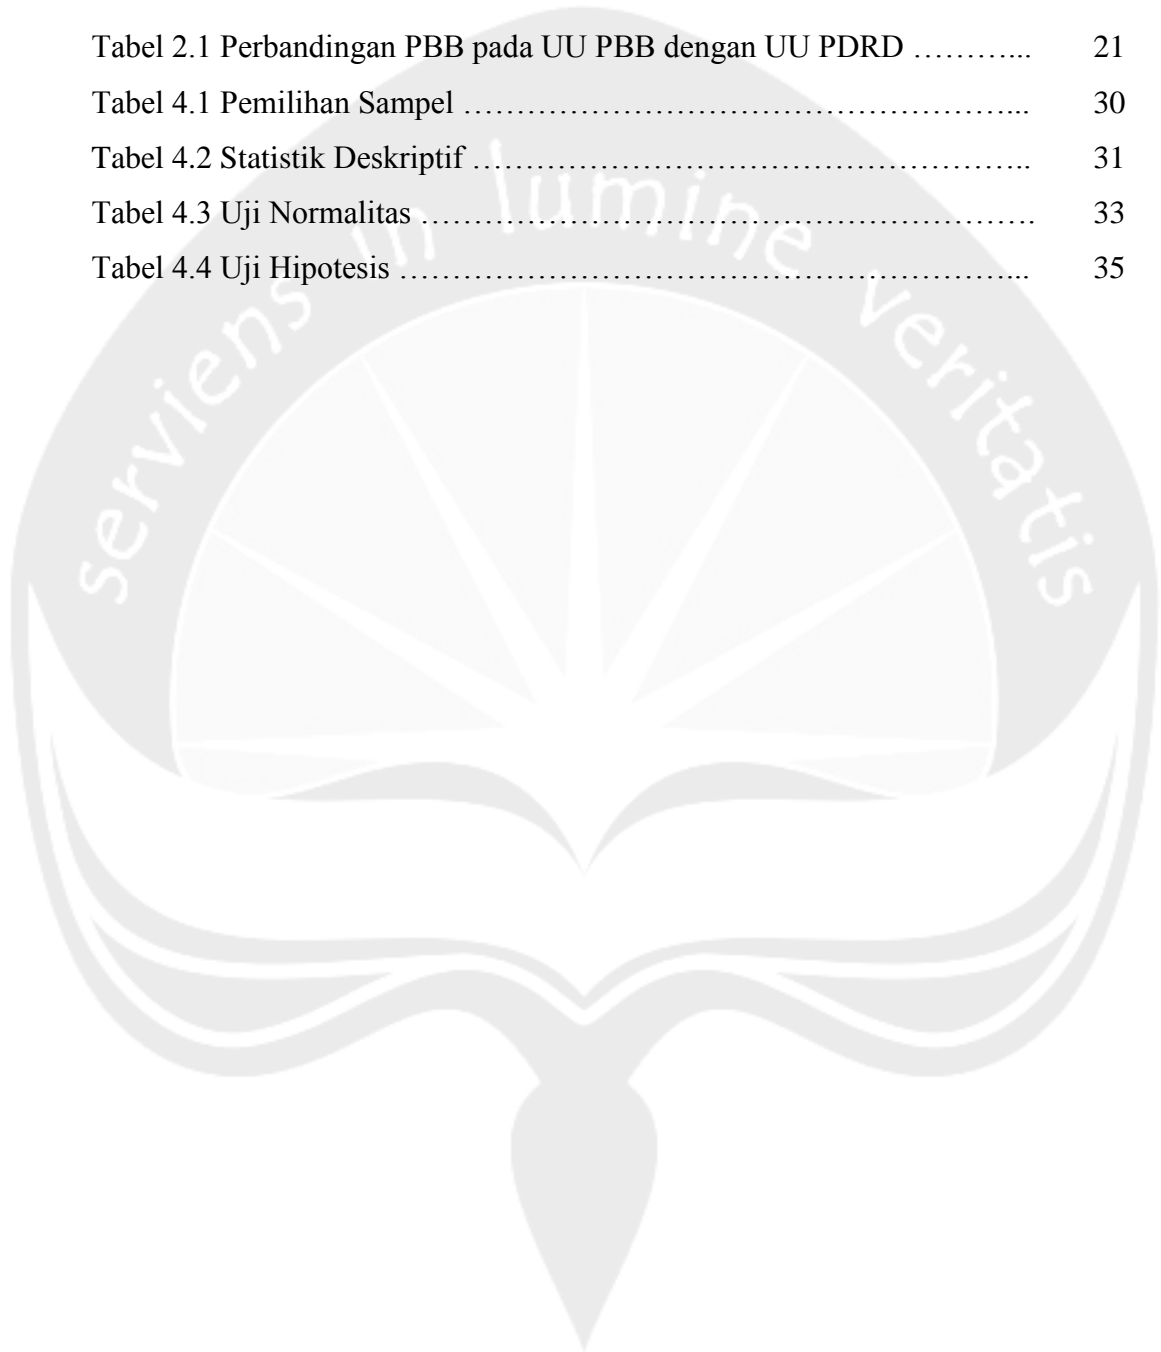 Tabel 2.1 Perbandingan PBB pada UU PBB dengan UU PDRD ………... 21
Tabel 4.1 Pemilihan Sampel ……………………………………………... 30
Tabel 4.2 Statistik Deskriptif …………………………………………….. 31
Tabel 4.3 Uji Normalitas …………………………………………………. 33
Tabel 4.4 Uji Hipotesis …………………………………………………... 35
serviens in lumine veritatis